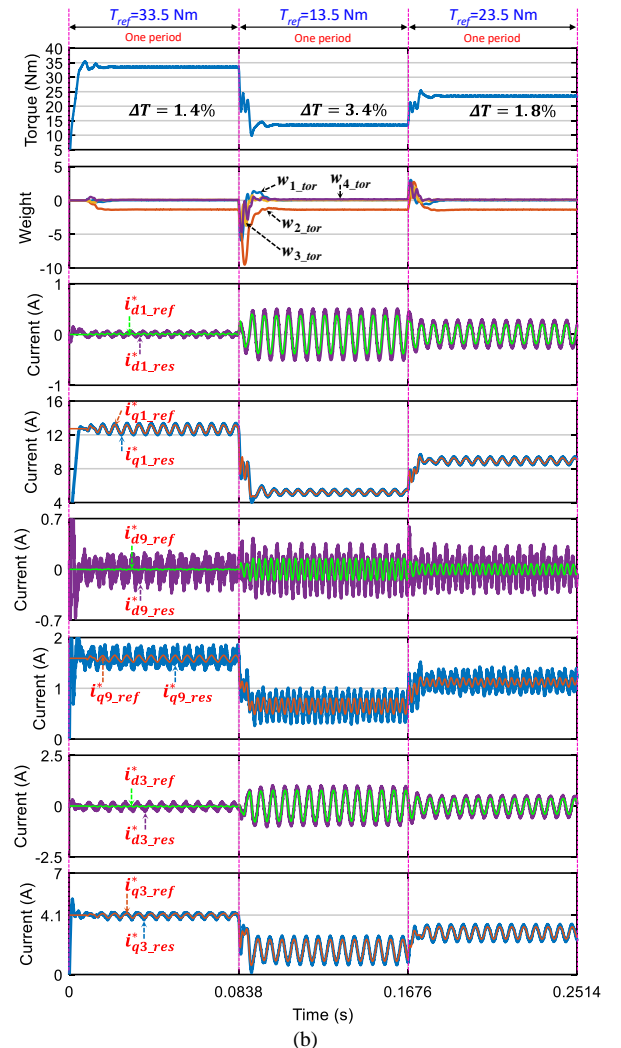 T_ref=33.5 Nm T_ref=13.5 Nm T_ref=23.5 Nm
One period One period One period
Torque (Nm)
40
35
30
25
20
15
10
5
ΔT = 1.4% ΔT = 3.4% ΔT = 1.8%
Weight
5
0
-5
-10
w_1_tor w_4_tor
w_2_tor
w_3_tor
Current (A)
1
0
-1
i*_d1_ref
i*_d1_res
Current (A)
16
12
8
4
i*_q1_ref
i*_q1_res
Current (A)
0.7
0
-0.7
i*_d9_ref
i*_d9_res
Current (A)
2
1
0
i*_q9_ref i*_q9_res
Current (A)
2.5
0
-2.5
i*_d3_ref
i*_d3_res
Current (A)
7
4.1
0
i*_q3_ref
i*_q3_res
0 0.0838 0.1676 0.2514
Time (s)
(b)